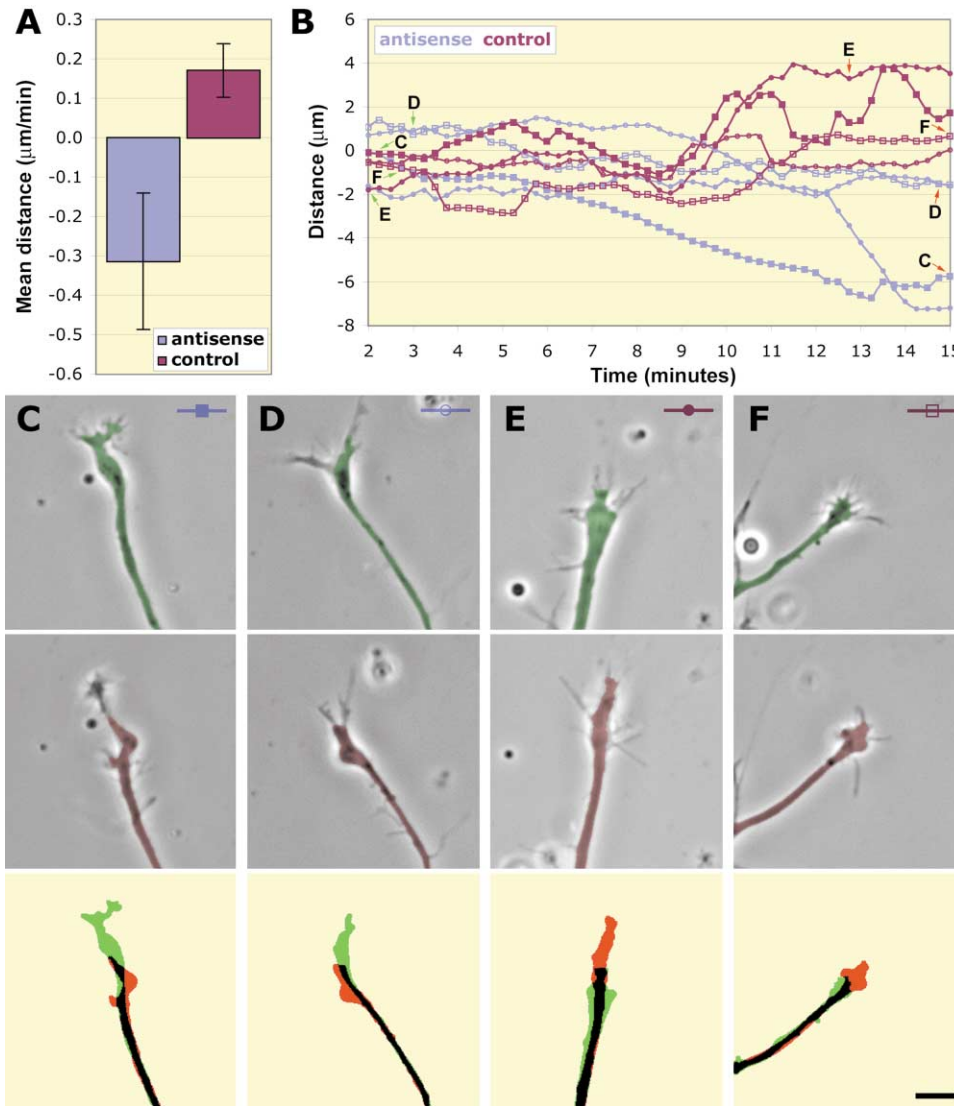 A
Mean distance (μm/min)
0.3
0.2
0.1
0.0
-0.1
-0.2
-0.3
-0.4
-0.5
-0.6
antisense
control
B
Distance (μm)
6
4
2
0
-2
-4
-6
-8
antisense control
D
C
F
E
E
F
D
C
2 3 4 5 6 7 8 9 10 11 12 13 14 15
Time (minutes)
C
D
E
F